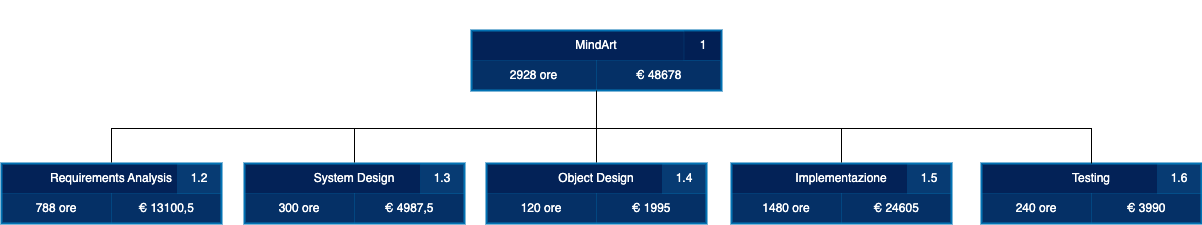 MindArt 1
2928 ore € 48678
Requirements Analysis 1.2
788 ore € 13100,5
System Design 1.3
300 ore € 4987,5
Object Design 1.4
120 ore € 1995
Implementazione 1.5
1480 ore € 24605
Testing 1.6
240 ore € 3990